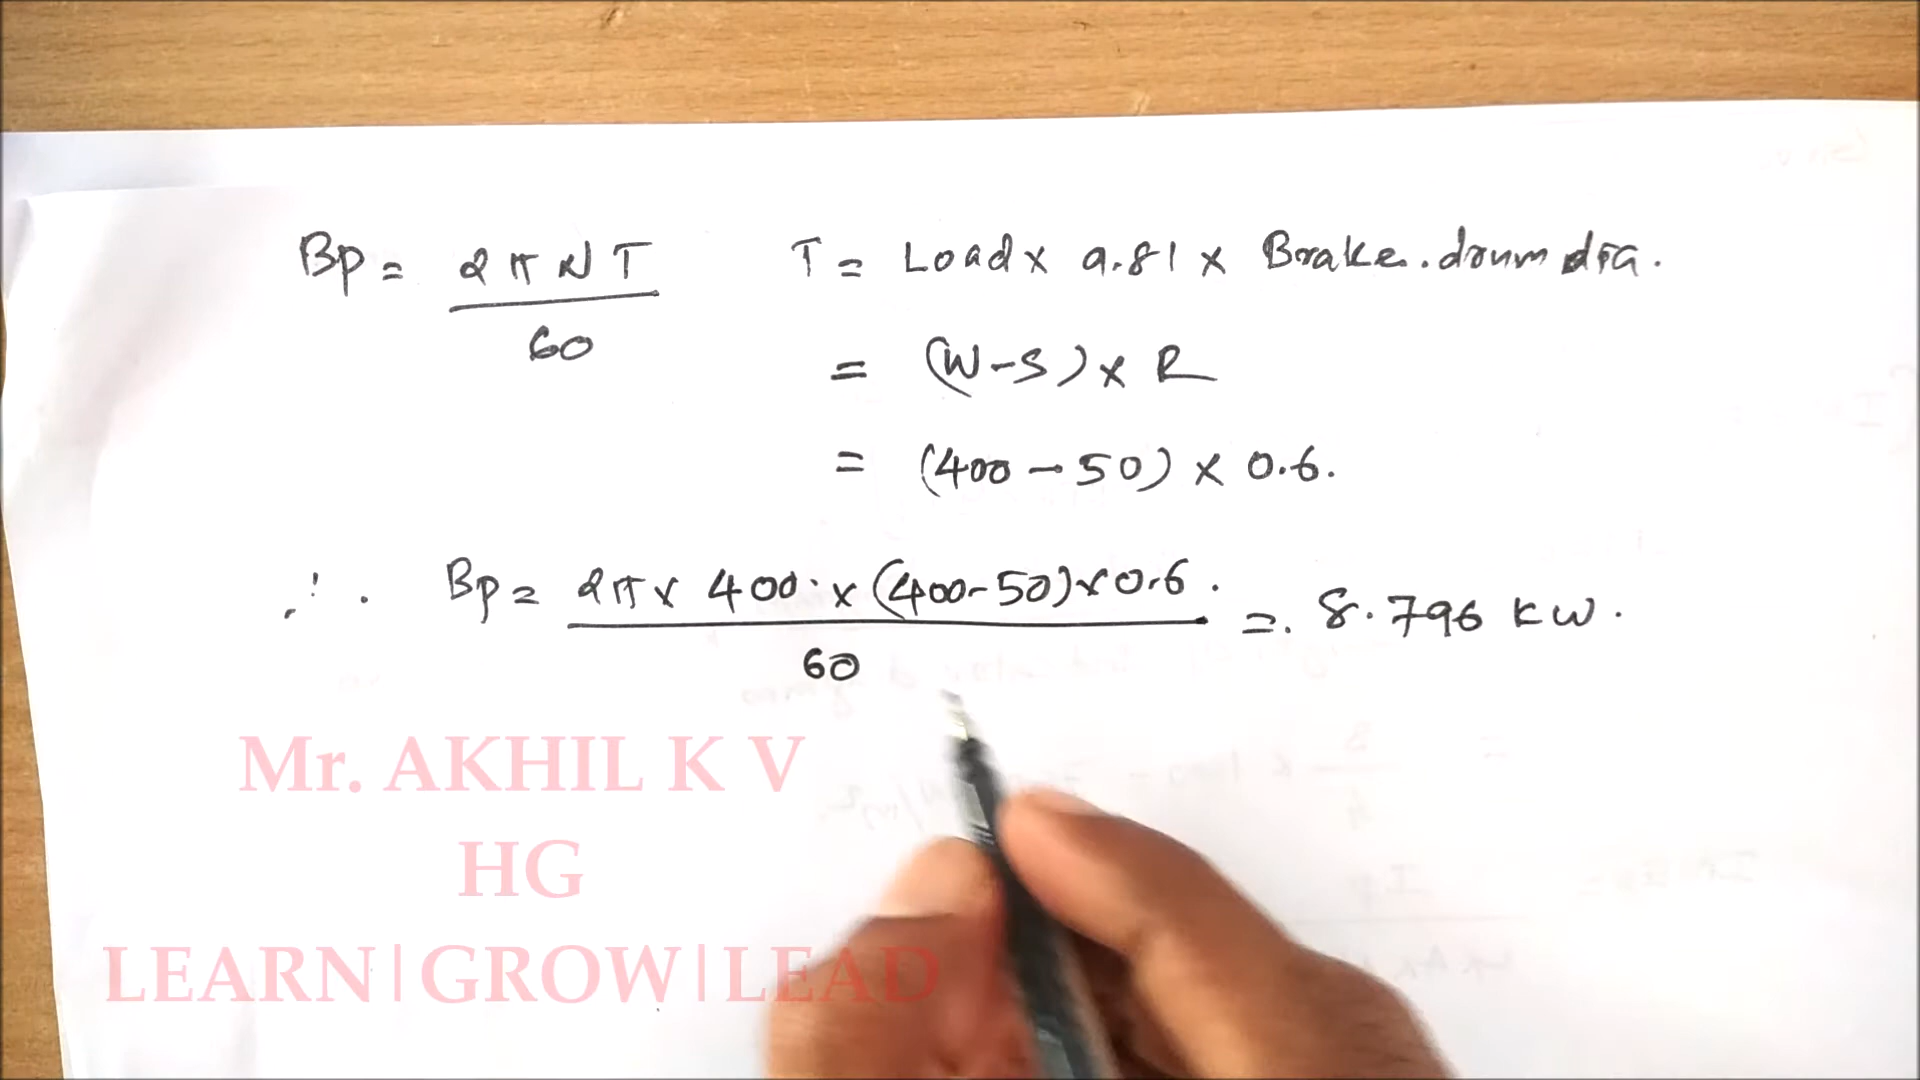 Bp = 2πNT / 60    T = Load x 9.81 x Brake.drum dia.
= (W-S) x R
= (400-50) x 0.6.
∴ Bp = 2π x 400 x (400-50) x 0.6 / 60 = 8.796 kW.
Mr. AKHIL K V
HG
LEARN|GROW|LEAD